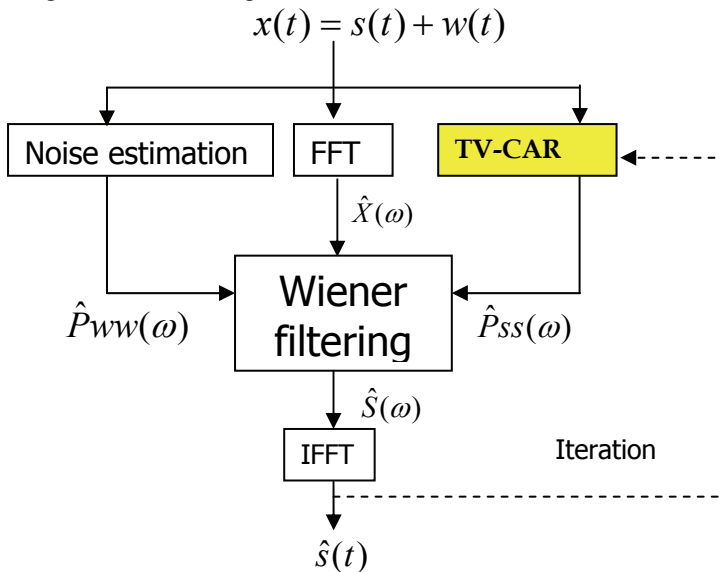 x(t) = s(t) + w(t)
Noise estimation
FFT
TV-CAR
X̂(ω)
Wiener
filtering
P̂ww(ω)
P̂ss(ω)
Ŝ(ω)
IFFT
Iteration
ŝ(t)